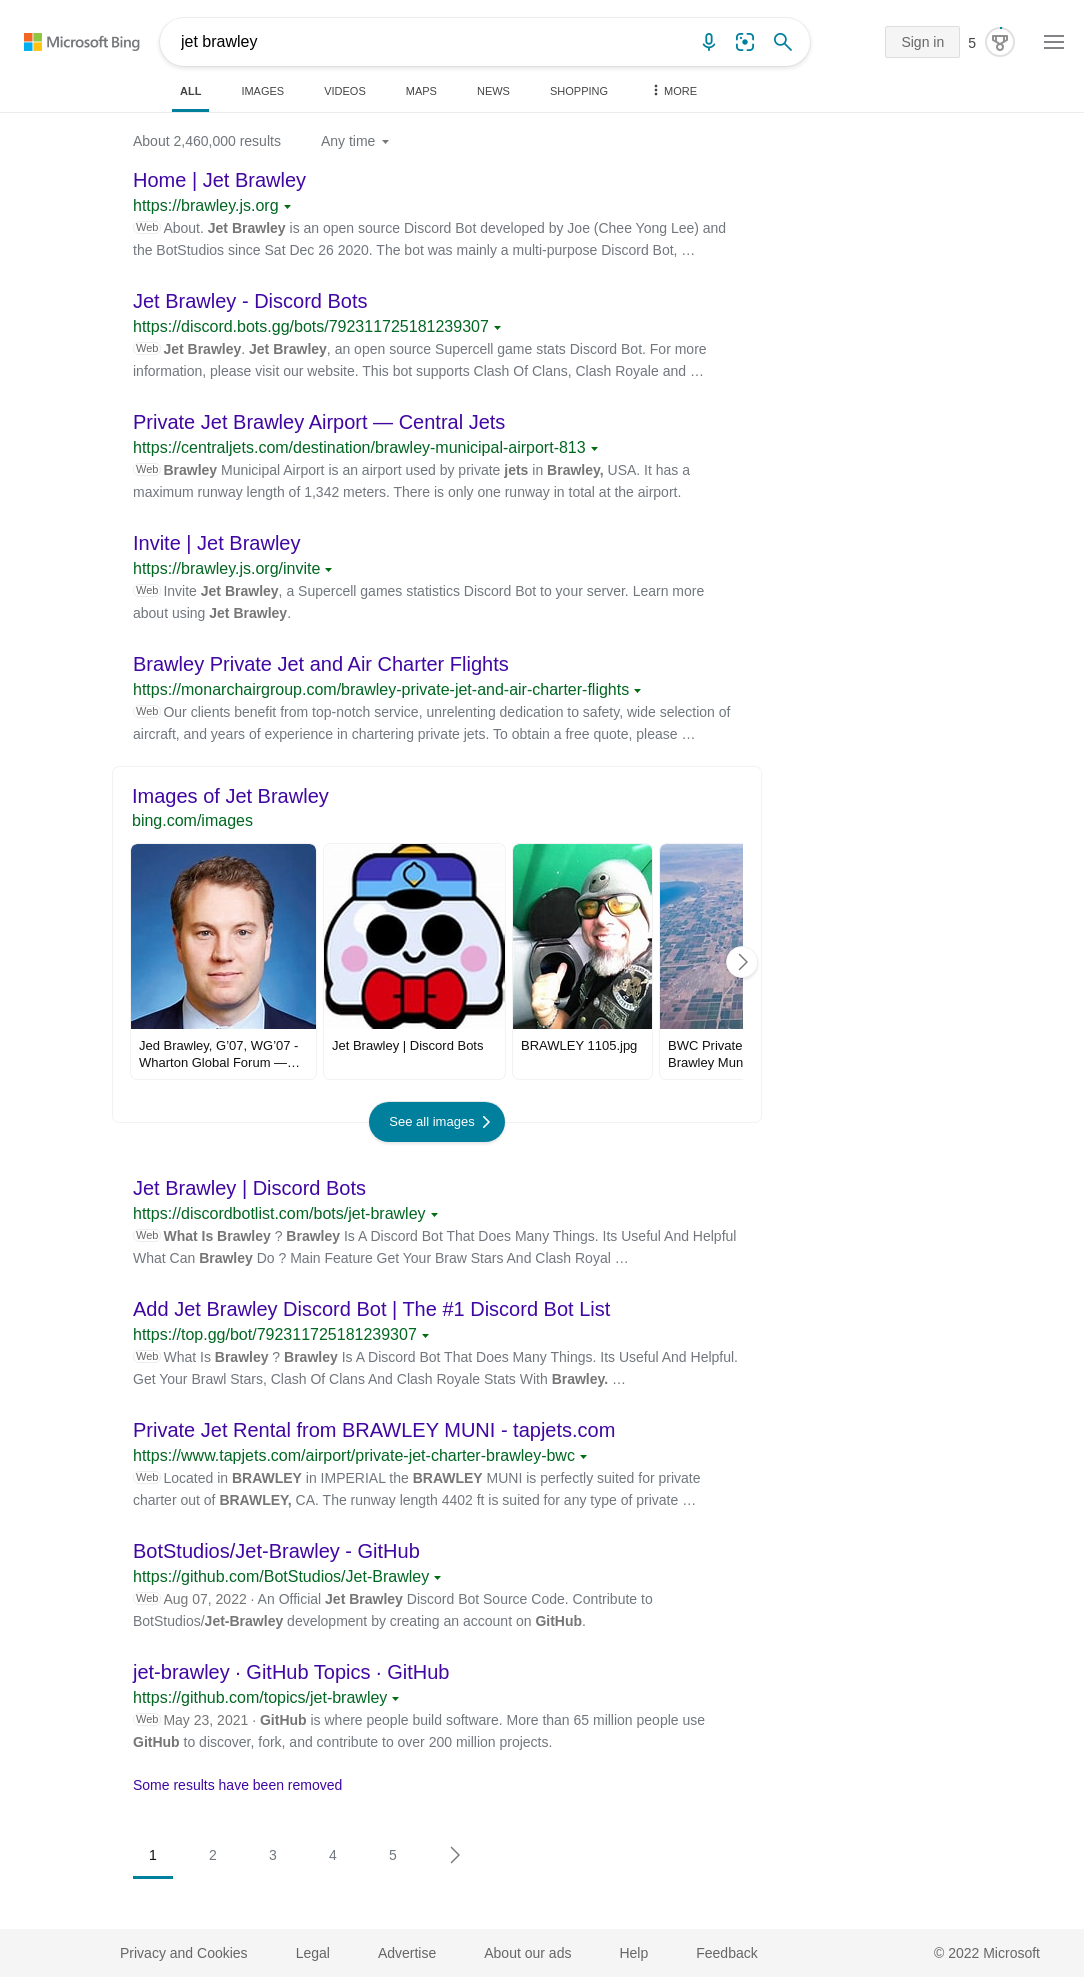 Microsoft Bing
jet brawley
Sign in
5
ALL
IMAGES
VIDEOS
MAPS
NEWS
SHOPPING
MORE
About 2,460,000 results
Any time
Home | Jet Brawley
https://brawley.js.org
Web About. Jet Brawley is an open source Discord Bot developed by Joe (Chee Yong Lee) and
the BotStudios since Sat Dec 26 2020. The bot was mainly a multi-purpose Discord Bot, …
Jet Brawley - Discord Bots
https://discord.bots.gg/bots/792311725181239307
Web Jet Brawley. Jet Brawley, an open source Supercell game stats Discord Bot. For more
information, please visit our website. This bot supports Clash Of Clans, Clash Royale and …
Private Jet Brawley Airport — Central Jets
https://centraljets.com/destination/brawley-municipal-airport-813
Web Brawley Municipal Airport is an airport used by private jets in Brawley, USA. It has a
maximum runway length of 1,342 meters. There is only one runway in total at the airport.
Invite | Jet Brawley
https://brawley.js.org/invite
Web Invite Jet Brawley, a Supercell games statistics Discord Bot to your server. Learn more
about using Jet Brawley.
Brawley Private Jet and Air Charter Flights
https://monarchairgroup.com/brawley-private-jet-and-air-charter-flights
Web Our clients benefit from top-notch service, unrelenting dedication to safety, wide selection of
aircraft, and years of experience in chartering private jets. To obtain a free quote, please …
Images of Jet Brawley
bing.com/images
Jed Brawley, G’07, WG’07 -
Wharton Global Forum —…
Jet Brawley | Discord Bots
BRAWLEY 1105.jpg
BWC Private
Brawley Mun
See all images
Jet Brawley | Discord Bots
https://discordbotlist.com/bots/jet-brawley
Web What Is Brawley ? Brawley Is A Discord Bot That Does Many Things. Its Useful And Helpful
What Can Brawley Do ? Main Feature Get Your Braw Stars And Clash Royal …
Add Jet Brawley Discord Bot | The #1 Discord Bot List
https://top.gg/bot/792311725181239307
Web What Is Brawley ? Brawley Is A Discord Bot That Does Many Things. Its Useful And Helpful.
Get Your Brawl Stars, Clash Of Clans And Clash Royale Stats With Brawley. …
Private Jet Rental from BRAWLEY MUNI - tapjets.com
https://www.tapjets.com/airport/private-jet-charter-brawley-bwc
Web Located in BRAWLEY in IMPERIAL the BRAWLEY MUNI is perfectly suited for private
charter out of BRAWLEY, CA. The runway length 4402 ft is suited for any type of private …
BotStudios/Jet-Brawley - GitHub
https://github.com/BotStudios/Jet-Brawley
Web Aug 07, 2022 · An Official Jet Brawley Discord Bot Source Code. Contribute to
BotStudios/Jet-Brawley development by creating an account on GitHub.
jet-brawley · GitHub Topics · GitHub
https://github.com/topics/jet-brawley
Web May 23, 2021 · GitHub is where people build software. More than 65 million people use
GitHub to discover, fork, and contribute to over 200 million projects.
Some results have been removed
1
2
3
4
5
Privacy and Cookies
Legal
Advertise
About our ads
Help
Feedback
© 2022 Microsoft